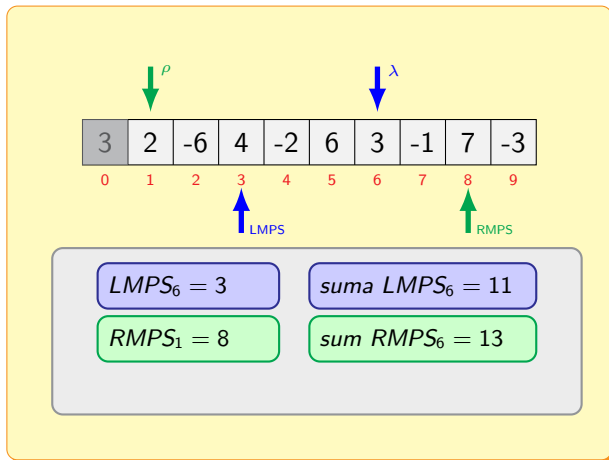 ρ λ
3 2 -6 4 -2 6 3 -1 7 -3
0 1 2 3 4 5 6 7 8 9
LMPS RMPS
LMPS₆ = 3 suma LMPS₆ = 11
RMPS₁ = 8 sum RMPS₆ = 13